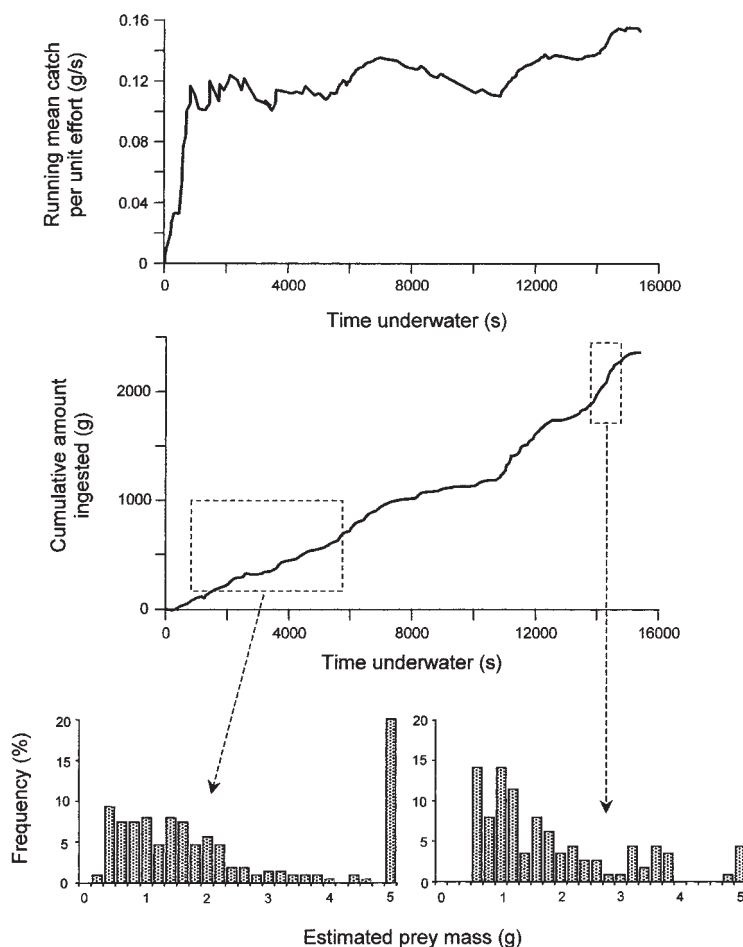 Running mean catch
per unit effort (g/s)
0.16
0.12
0.08
0.04
0
0 4000 8000 12000 16000
Time underwater (s)
Cumulative amount
ingested (g)
2000
1000
0
0 4000 8000 12000 16000
Time underwater (s)
Frequency (%)
20
15
10
5
0
0 1 2 3 4 5
20
15
10
5
0
0 1 2 3 4 5
Estimated prey mass (g)